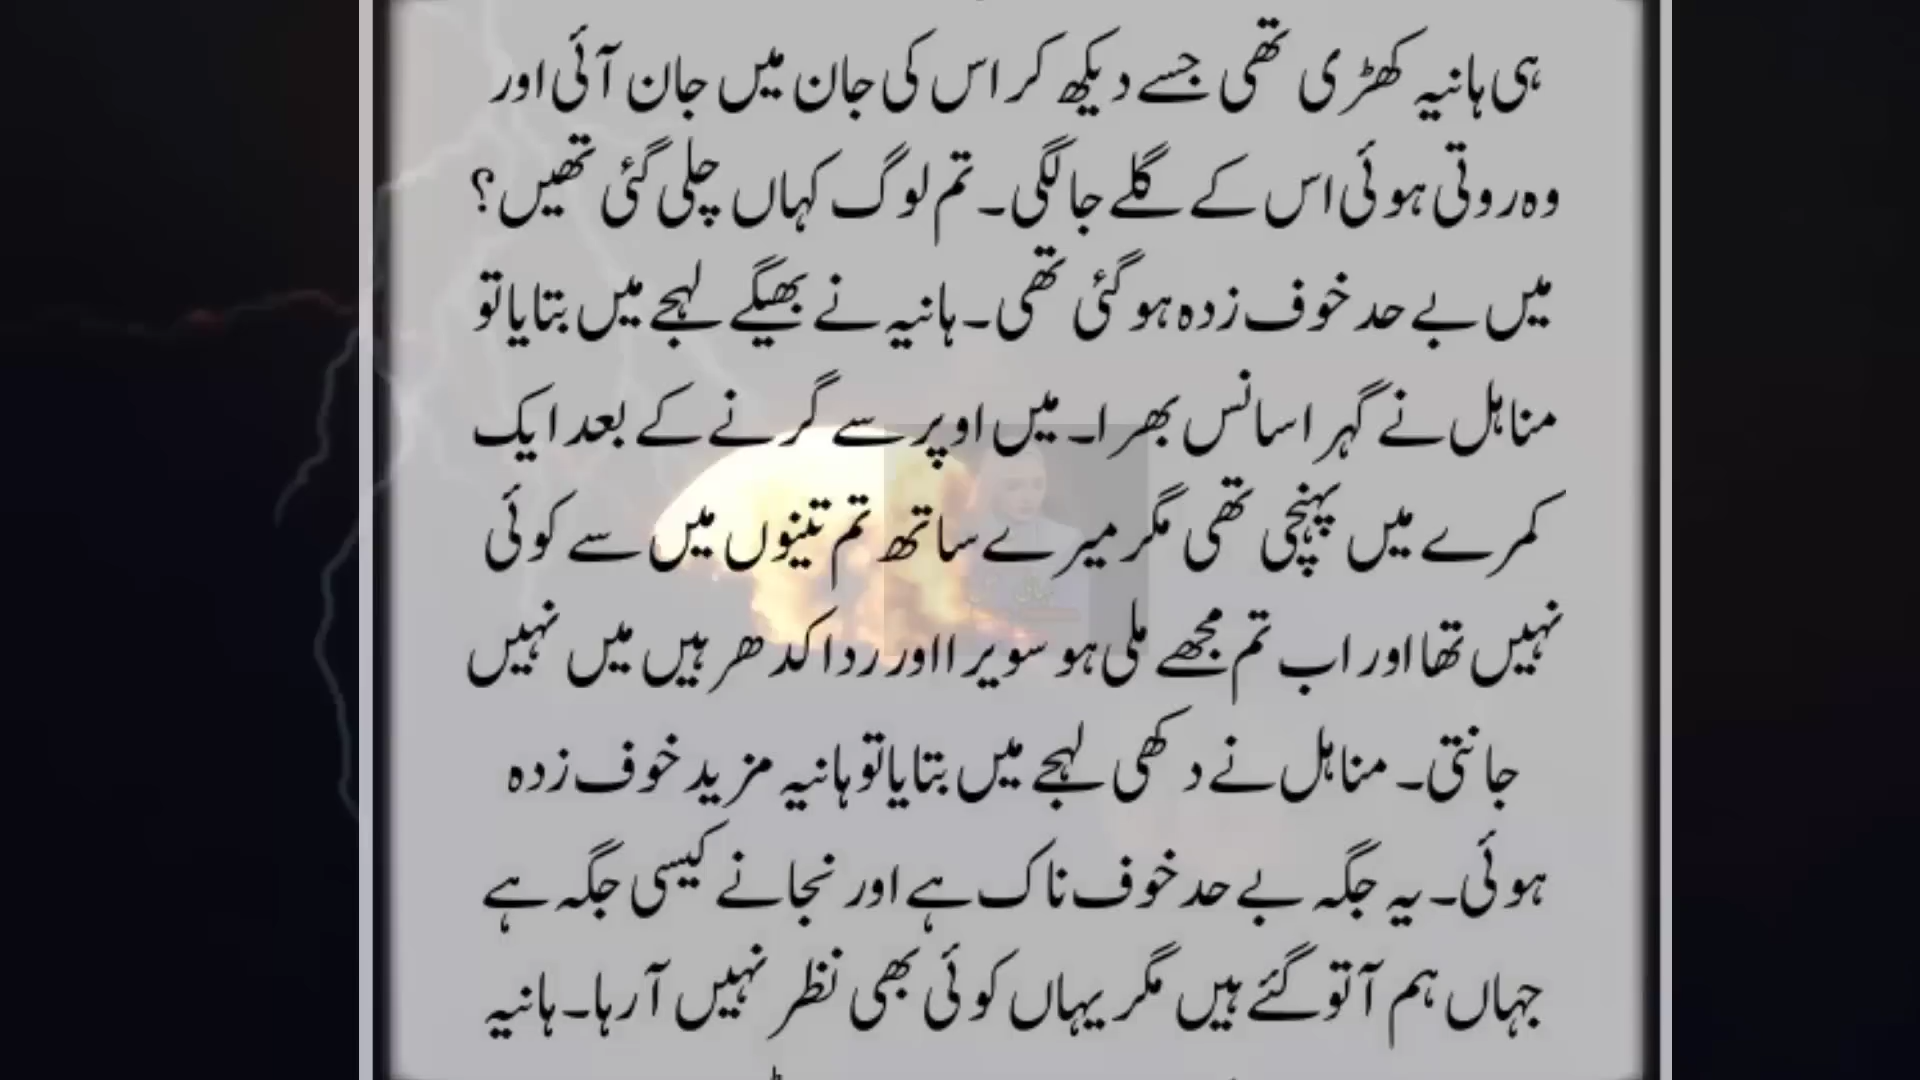 ہی ہانیہ کھڑی تھی جسے دیکھ کر اس کی جان میں جان آئی اور
وہ روتی ہوئی اس کے گلے جا لگی۔ تم لوگ کہاں چلی گئی تھیں؟
میں بے حد خوف زدہ ہو گئی تھی۔ ہانیہ نے بھیگے لہجے میں بتایا تو
مناہل نے گہرا سانس بھرا۔ میں اوپر سے گرنے کے بعد ایک
کمرے میں پہنچی تھی مگر میرے ساتھ تم تینوں میں سے کوئی
نہیں تھا اور اب تم مجھے ملی ہو سویرا اور ردا کدھر ہیں میں نہیں
جانتی۔ مناہل نے دکھی لہجے میں بتایا تو ہانیہ مزید خوف زدہ
ہوئی۔ یہ جگہ بے حد خوف ناک ہے اور نجانے کیسی جگہ ہے
جہاں ہم آ تو گئے ہیں مگر یہاں کوئی بھی نظر نہیں آ رہا۔ ہانیہ